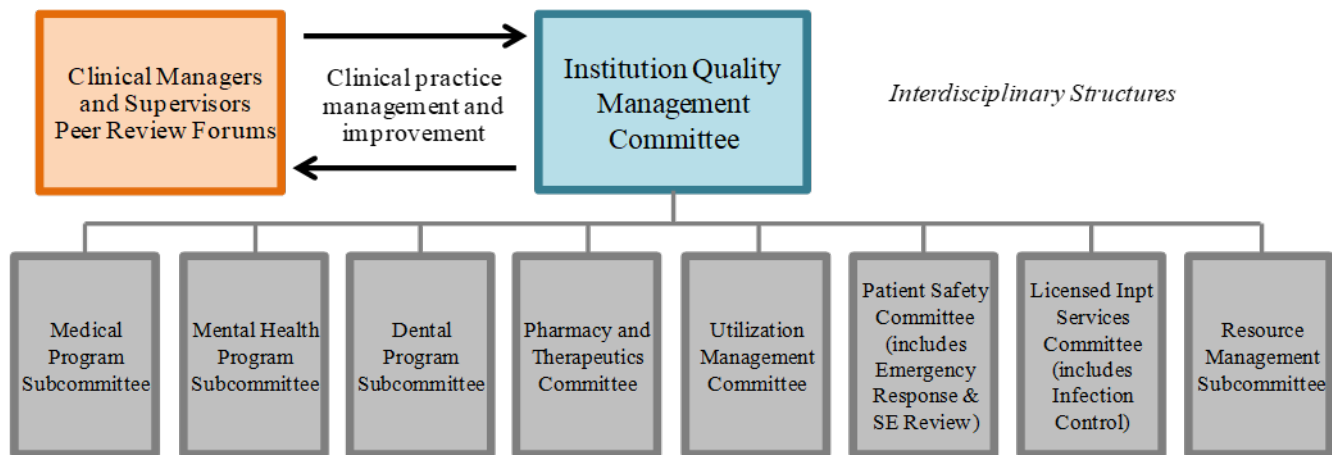 Clinical Managers
and Supervisors
Peer Review Forums
Clinical practice
management and
improvement
Institution Quality
Management
Committee
Interdisciplinary Structures
Medical
Program
Subcommittee
Mental Health
Program
Subcommittee
Dental
Program
Subcommittee
Pharmacy and
Therapeutics
Committee
Utilization
Management
Committee
Patient Safety
Committee
(includes
Emergency
Response &
SE Review)
Licensed Inpt
Services
Committee
(includes
Infection
Control)
Resource
Management
Subcommittee